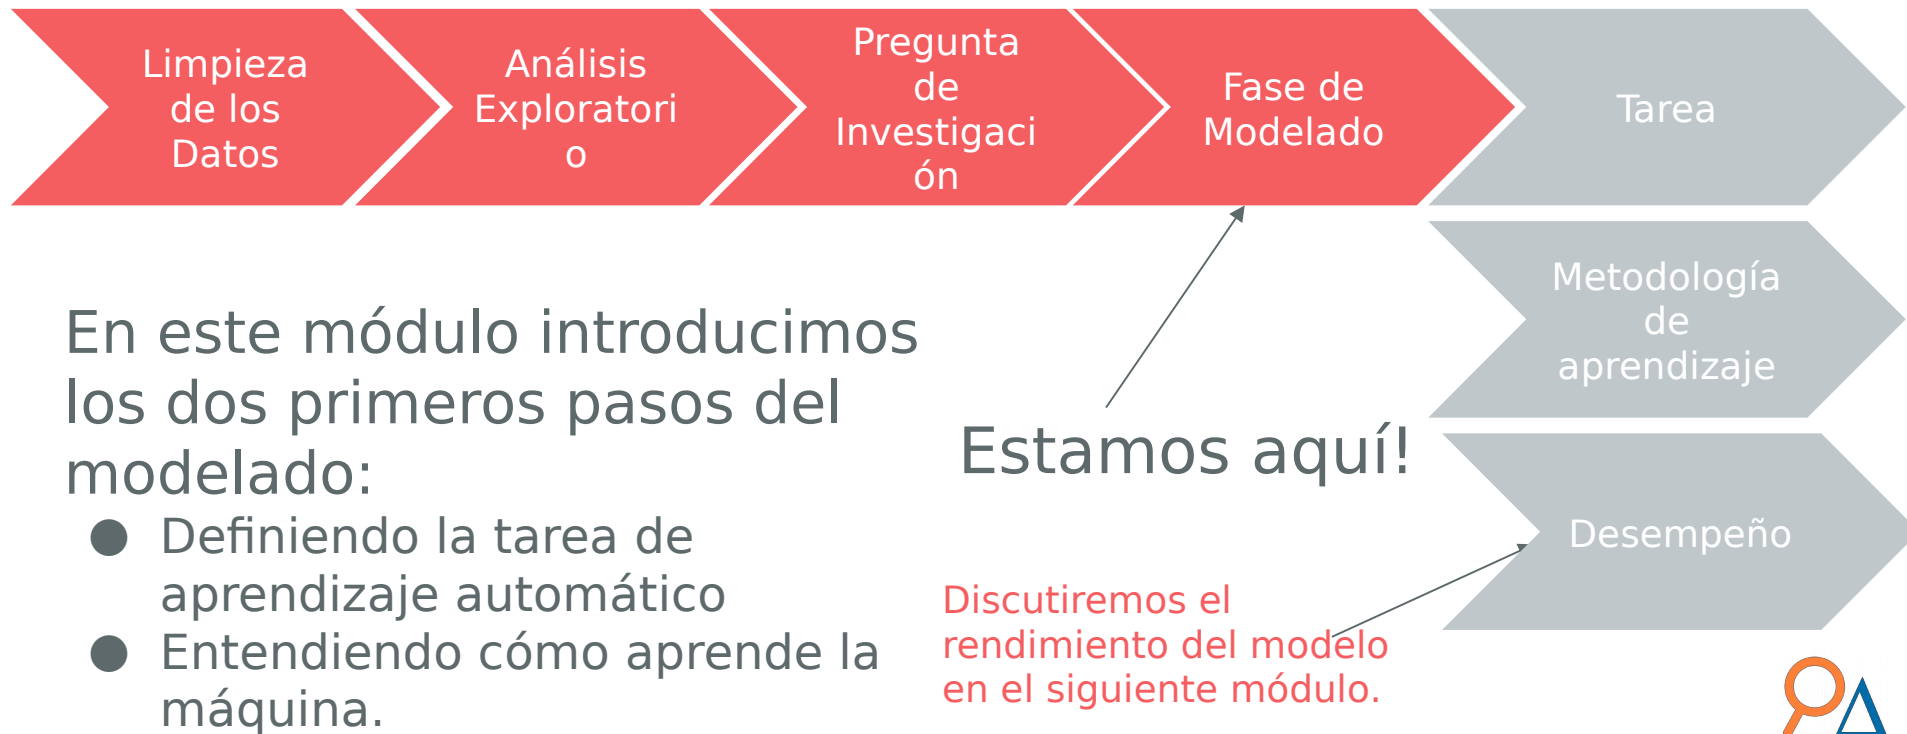 Limpieza
de los
Datos
Análisis
Exploratori
o
Pregunta
de
Investigaci
ón
Fase de
Modelado
Tarea
Metodología
de
aprendizaje
Desempeño
En este módulo introducimos
los dos primeros pasos del
modelado:
● Definiendo la tarea de
aprendizaje automático
● Entendiendo cómo aprende la
máquina.
Estamos aquí!
Discutiremos el
rendimiento del modelo
en el siguiente módulo.